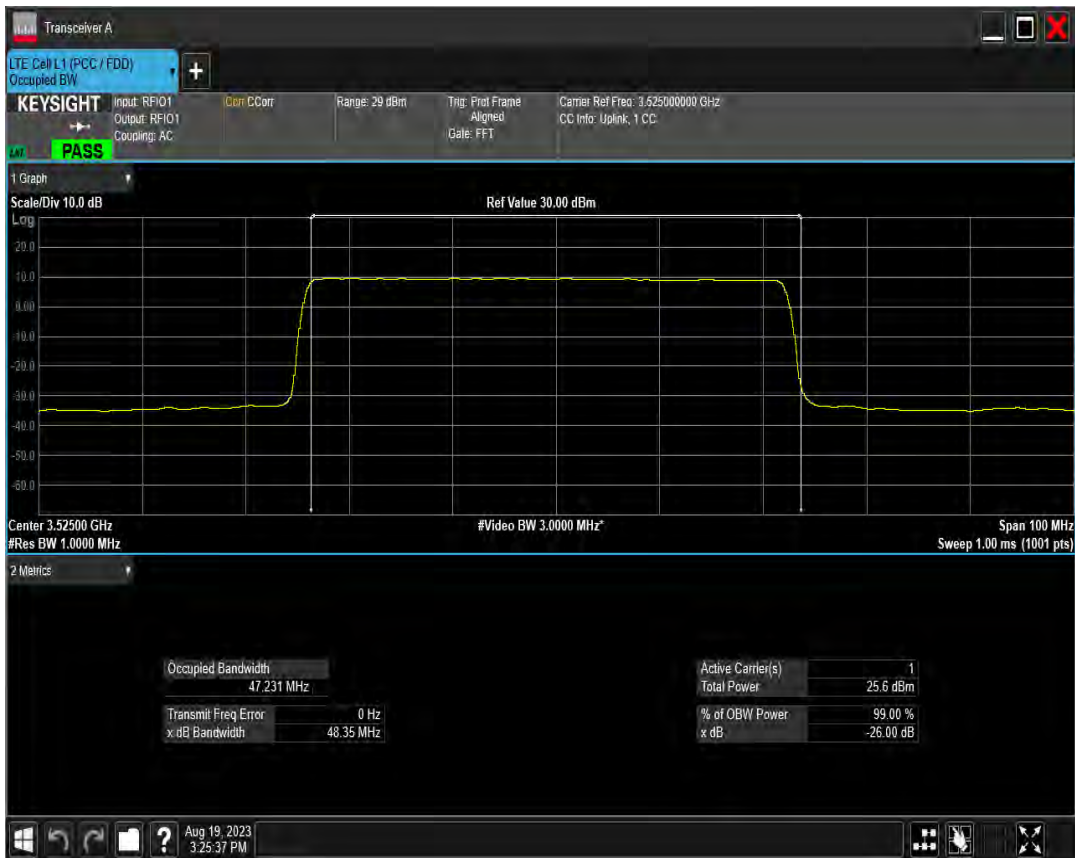 Transceiver A
LTE Cell L1 (PCC / FDD)
Occupied BW
+
KEYSIGHT
Input: RFIO1
Output: RFIO1
Coupling: AC
Corr CCorr
Range: 29 dBm
Trig: Prot Frame
Aligned
Gate: FFT
Carrier Ref Freq: 3.525000000 GHz
CC Info: Uplink, 1 CC
PASS
1 Graph
Scale/Div 10.0 dB
Ref Value 30.00 dBm
Log
20.0
10.0
0.00
-10.0
-20.0
-30.0
-40.0
-50.0
-60.0
Center 3.52500 GHz
#Video BW 3.0000 MHz*
Span 100 MHz
#Res BW 1.0000 MHz
Sweep 1.00 ms (1001 pts)
2 Metrics
Occupied Bandwidth
47.231 MHz
Transmit Freq Error 0 Hz
x dB Bandwidth 48.35 MHz
Active Carrier(s) 1
Total Power 25.6 dBm
% of OBW Power 99.00 %
x dB -26.00 dB
?
Aug 19, 2023
3:25:37 PM